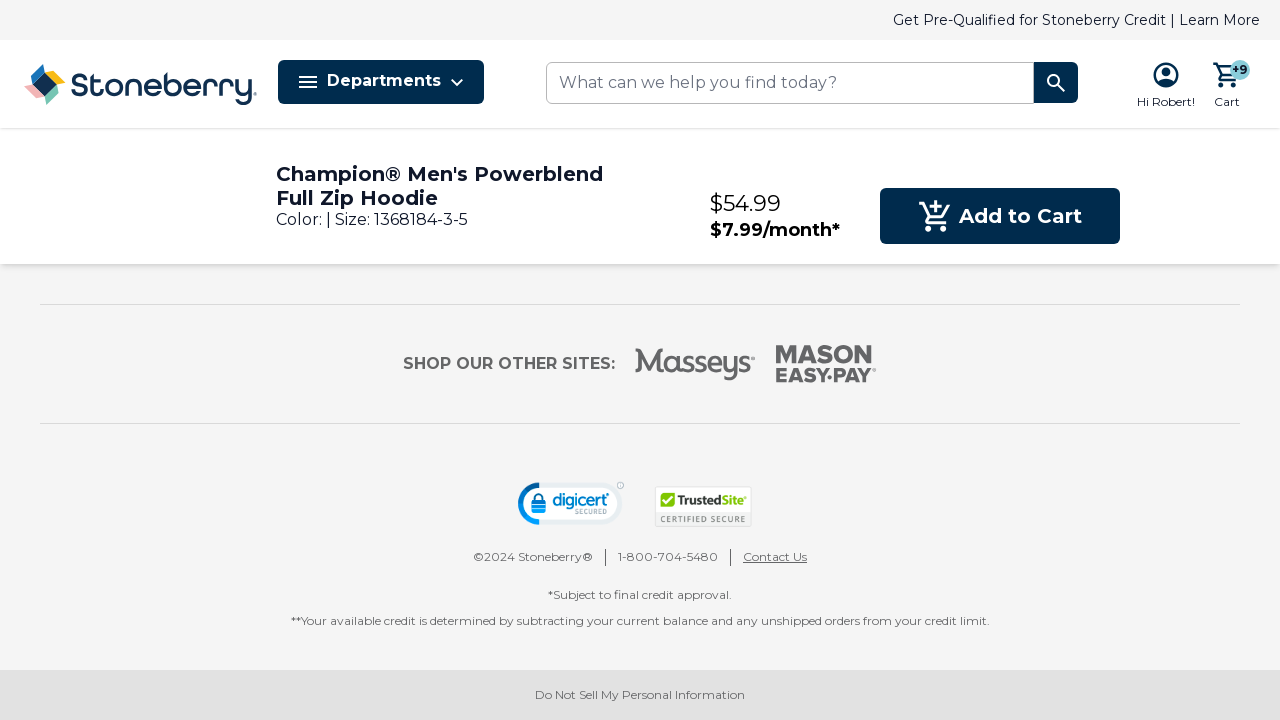 Get Pre-Qualified for Stoneberry Credit | Learn More
Stoneberry
Departments
What can we help you find today?
Hi Robert!
+9
Cart
Champion® Men's Powerblend
Full Zip Hoodie
Color: | Size: 1368184-3-5
$54.99
$7.99/month*
Add to Cart
SHOP OUR OTHER SITES:
Masseys
MASON
EASY•PAY
digicert
SECURED
TrustedSite
CERTIFIED SECURE
©2024 Stoneberry®
1-800-704-5480
Contact Us
*Subject to final credit approval.
**Your available credit is determined by subtracting your current balance and any unshipped orders from your credit limit.
Do Not Sell My Personal Information